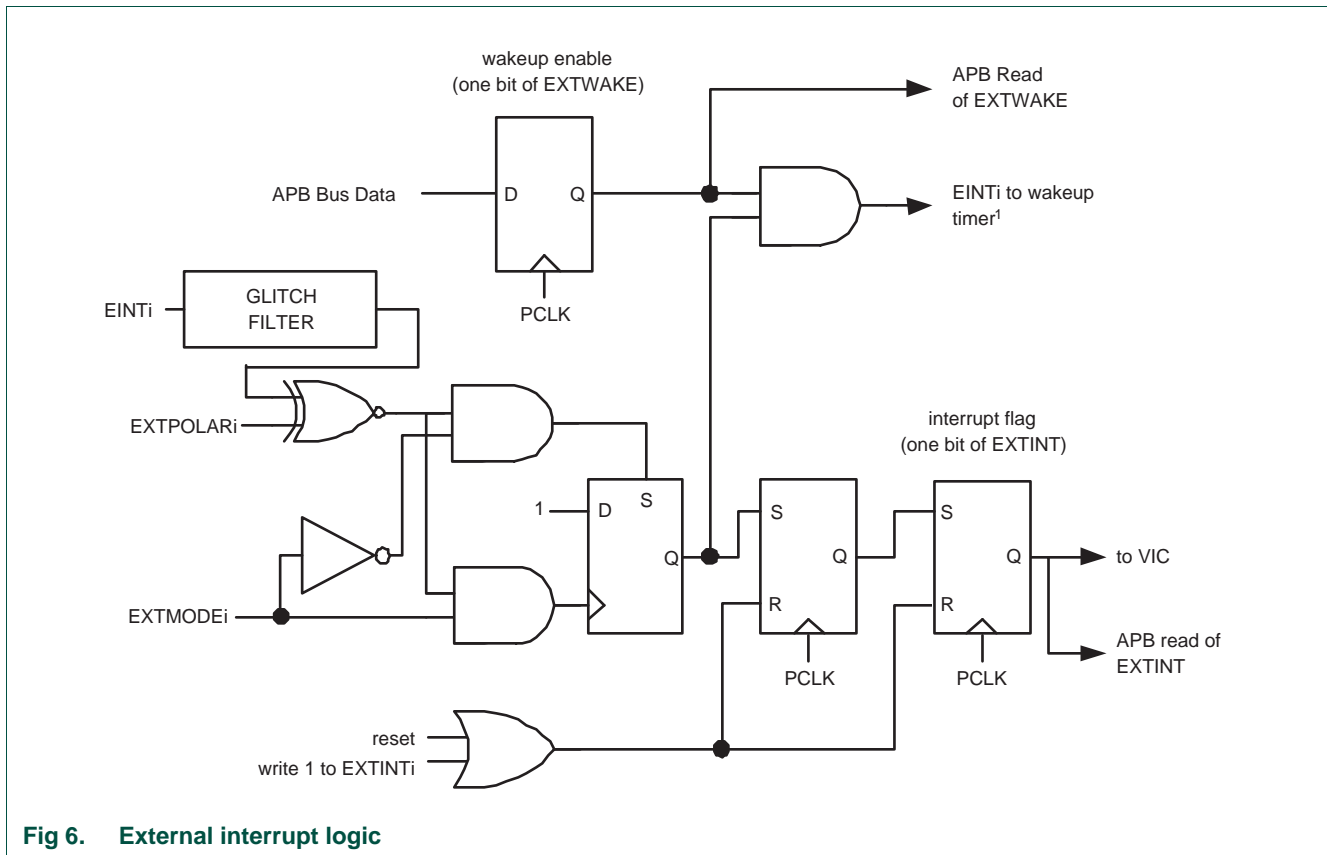 wakeup enable
(one bit of EXTWAKE)
APB Read
of EXTWAKE
APB Bus Data
D
Q
EINTi to wakeup
timer1
PCLK
EINTi
GLITCH
FILTER
EXTPOLARi
interrupt flag
(one bit of EXTINT)
1
D
S
Q
S
Q
R
S
Q
R
to VIC
EXTMODEi
PCLK
PCLK
APB read of
EXTINT
reset
write 1 to EXTINTi
Fig 6. External interrupt logic